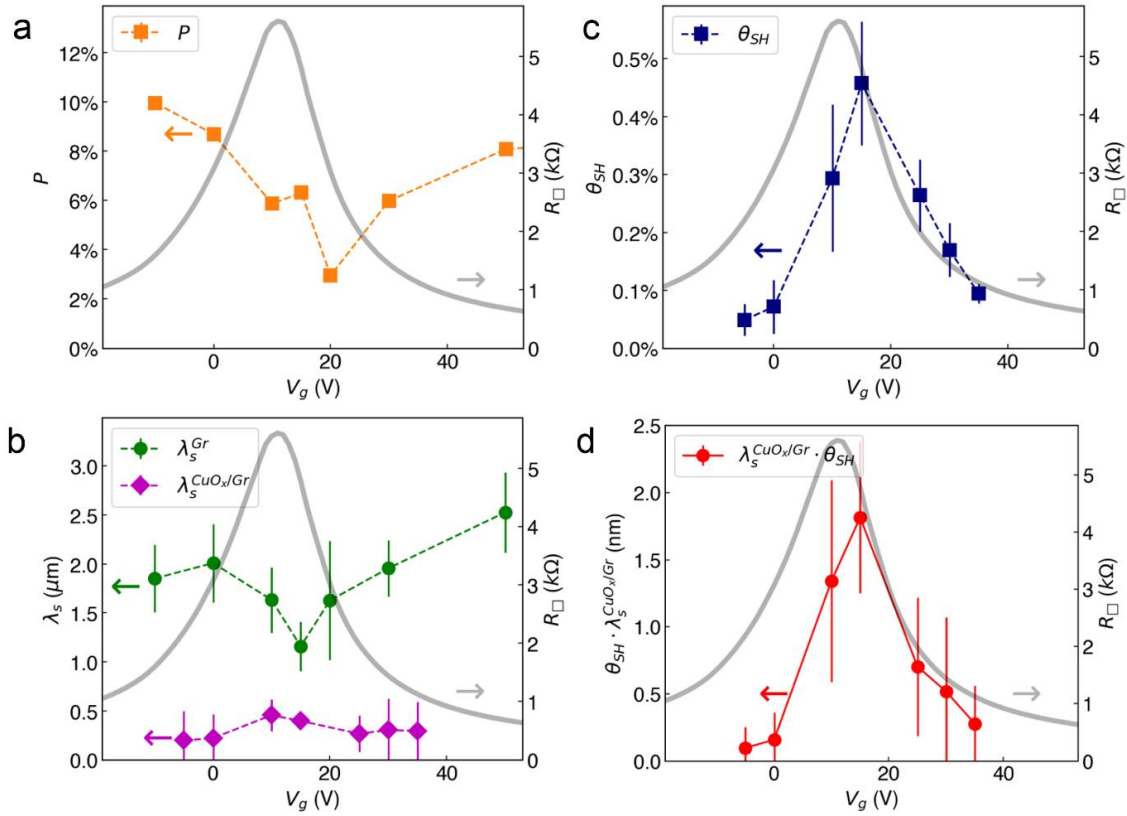 a
P
12%
10%
8%
6%
4%
2%
0%
P
5
4
3
2
1
0
R□ (kΩ)
0 20 40
Vg (V)
c
θSH
0.5%
0.4%
0.3%
0.2%
0.1%
0.0%
θSH
5
4
3
2
1
0
R□ (kΩ)
0 20 40
Vg (V)
b
λsGr
λsCuOx/Gr
3.0
2.5
2.0
1.5
1.0
0.5
0.0
λs (μm)
5
4
3
2
1
0
R□ (kΩ)
0 20 40
Vg (V)
d
λsCuOx/Gr · θSH
2.5
2.0
1.5
1.0
0.5
0.0
θSH · λsCuOx/Gr (nm)
5
4
3
2
1
0
R□ (kΩ)
0 20 40
Vg (V)